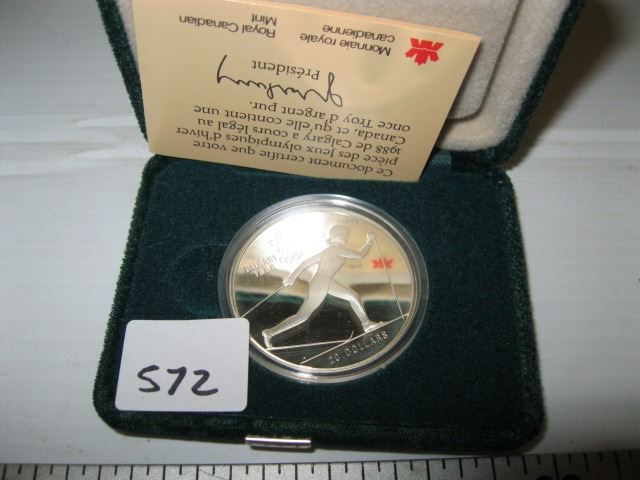 Ce document certifie que votre
pièce des Jeux olympiques d'hiver
1988 de Calgary a cours légal au
Canada, et qu'elle contient une
once Troy d'argent pur.
Président
Monnaie royale
canadienne
Royal Canadian
Mint
CALGARY
1988
20 DOLLARS
572